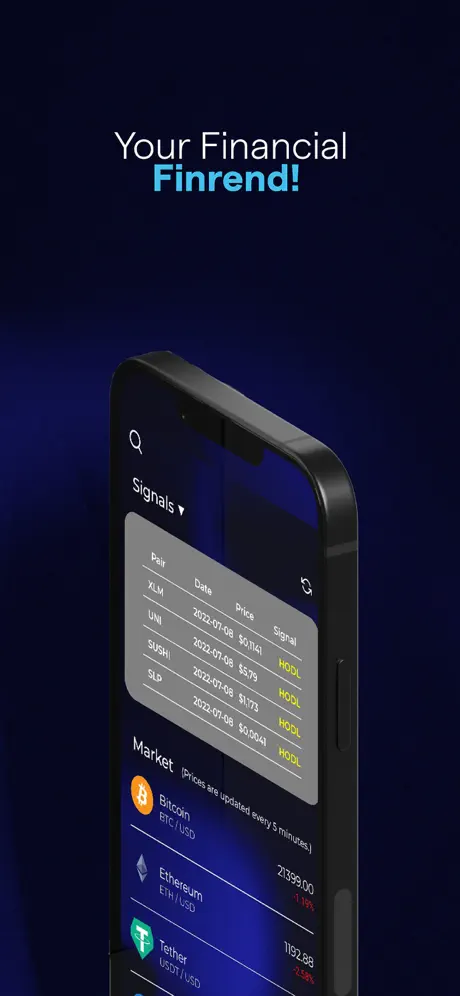 Your Financial
Finrend!
Signals ▼
Pair Date Price Signal
XLM 2022-07-08 $0,1141 HODL
UNI 2022-07-08 $5,79 HODL
SUSHI 2022-07-08 $1,173 HODL
SLP 2022-07-08 $0,0041 HODL
Market (Prices are updated every 5 minutes.)
Bitcoin 21399.00
BTC / USD -1.19%
Ethereum 1192.88
ETH / USD -2.58%
Tether
USDT / USD